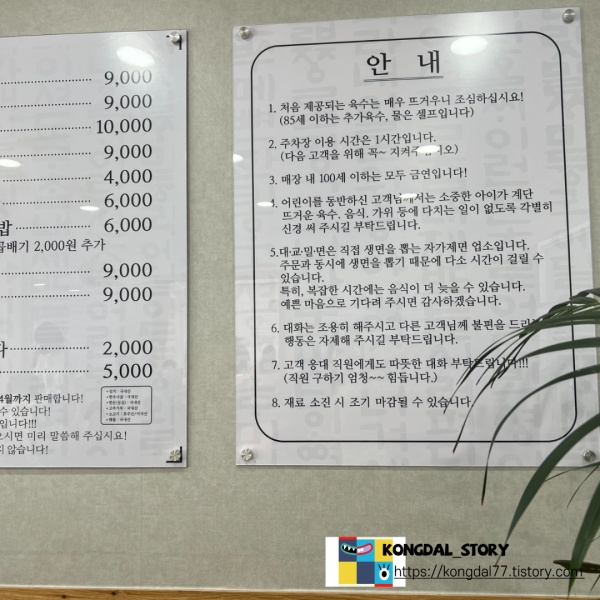 9,000
9,000
10,000
9,000
4,000
6,000
밥 6,000
곱배기 2,000원 추가
9,000
9,000
2,000
5,000
4월까지 판매합니다!
수 있습니다!
입니다!!!
오시면 미리 말씀해 주십시요!
지 않습니다!
안 내
1. 처음 제공되는 육수는 매우 뜨거우니 조심하십시요!
(85세 이하는 추가육수, 물은 셀프입니다)
2. 주차장 이용 시간은 1시간입니다.
(다음 고객을 위해 꼭~ 지켜주 시오)
3. 매장 내 100세 이하는 모두 금연입니다!
4. 어린이를 동반하신 고객님께서는 소중한 아이가 계단
뜨거운 육수, 음식, 가위 등에 다치는 일이 없도록 각별히
신경 써 주시길 부탁드립니다.
5.대·교·밀·면은 직접 생면을 뽑는 자가제면 업소입니다.
주문과 동시에 생면을 뽑기 때문에 다소 시간이 걸릴 수
있습니다.
특히, 복잡한 시간에는 음식이 더 늦을 수 있습니다.
예쁜 마음으로 기다려 주시면 감사하겠습니다.
6. 대화는 조용히 해주시고 다른 고객님께 불편을 드리는
행동은 자제해 주시길 부탁드립니다.
7. 고객 응대 직원에게도 따뜻한 대화 부탁드립니다!!!
(직원 구하기 엄청~~ 힘듭니다.)
8. 재료 소진 시 조기 마감될 수 있습니다.
KONGDAL_STORY
https://kongdal77.tistory.com